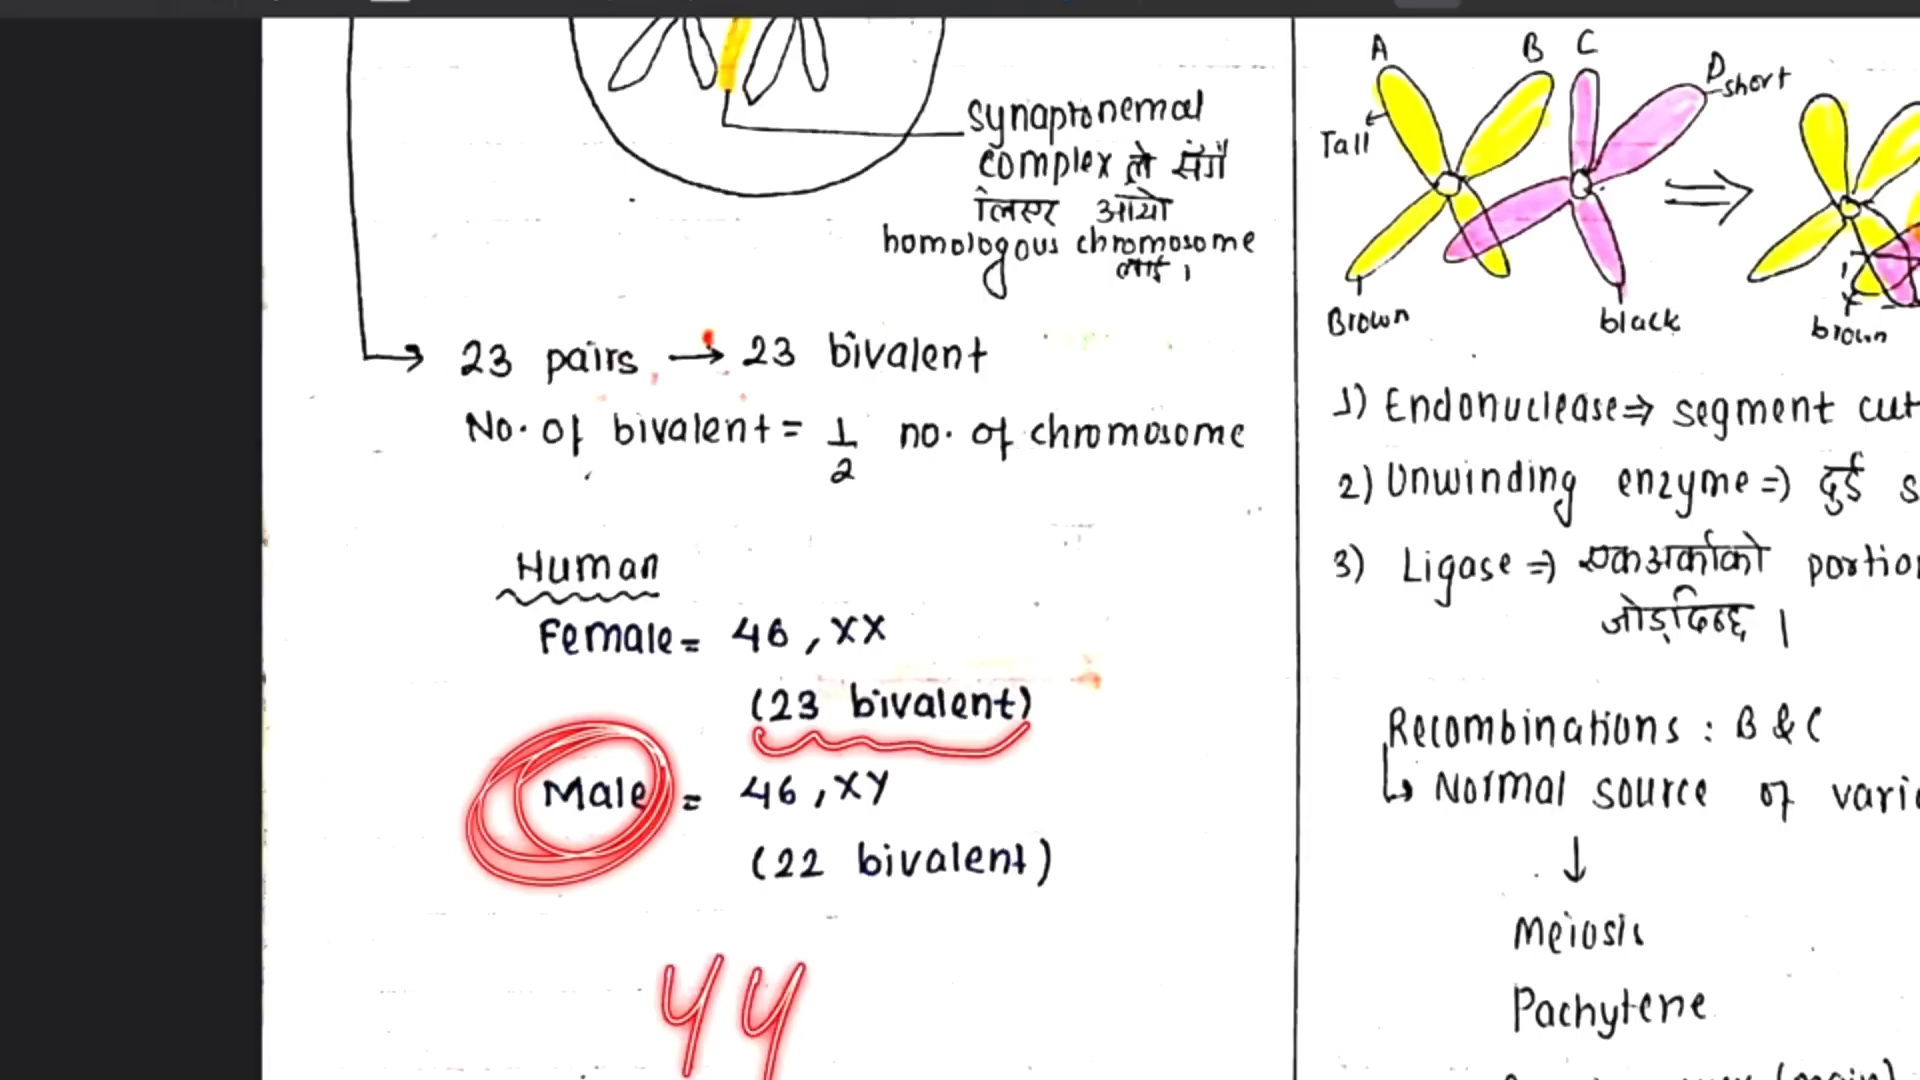 synaptonemal
complex ले सँगै
लिएर आयो
homologous chromosome
लाई ।
→ 23 pairs → 23 bivalent
No. of bivalent = 1/2 no. of chromosome
Human
Female = 46, XX
(23 bivalent)
Male = 46, XY
(22 bivalent)
44
A B C D
short
Tall
Brown black brown
1) Endonuclease ⇒ segment cut
2) Unwinding enzyme ⇒ दुई s
3) Ligase ⇒ एकअर्काको portion
जोड्दिन्छ ।
Recombinations : B & C
↳ Normal source of vari
↓
Meiosis
Pachytene